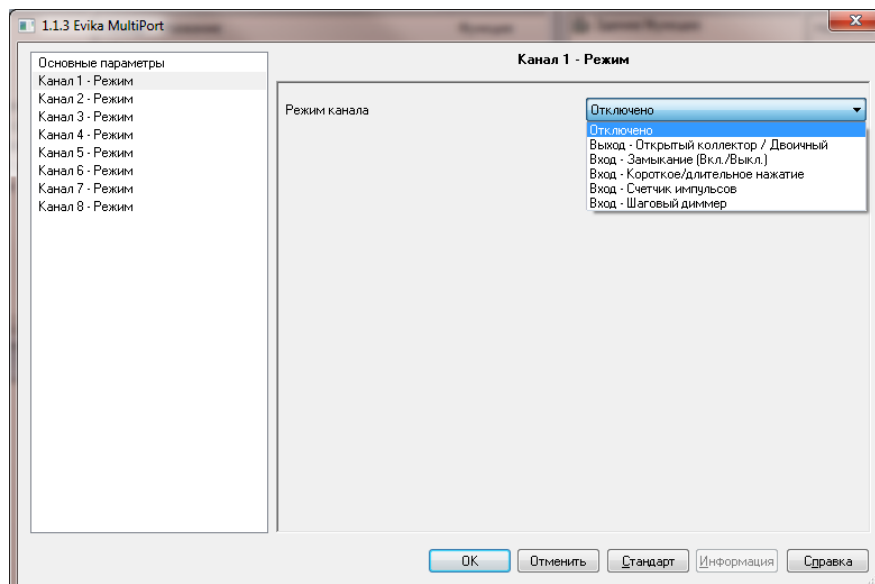 1.1.3 Evika MultiPort
Основные параметры
Канал 1 - Режим
Канал 2 - Режим
Канал 3 - Режим
Канал 4 - Режим
Канал 5 - Режим
Канал 6 - Режим
Канал 7 - Режим
Канал 8 - Режим
Канал 1 - Режим
Режим канала
Отключено
Отключено
Выход - Открытый коллектор / Двоичный
Вход - Замыкание (Вкл./Выкл.)
Вход - Короткое/длительное нажатие
Вход - Счетчик импульсов
Вход - Шаговый диммер
OK
Отменить
Стандарт
Информация
Справка